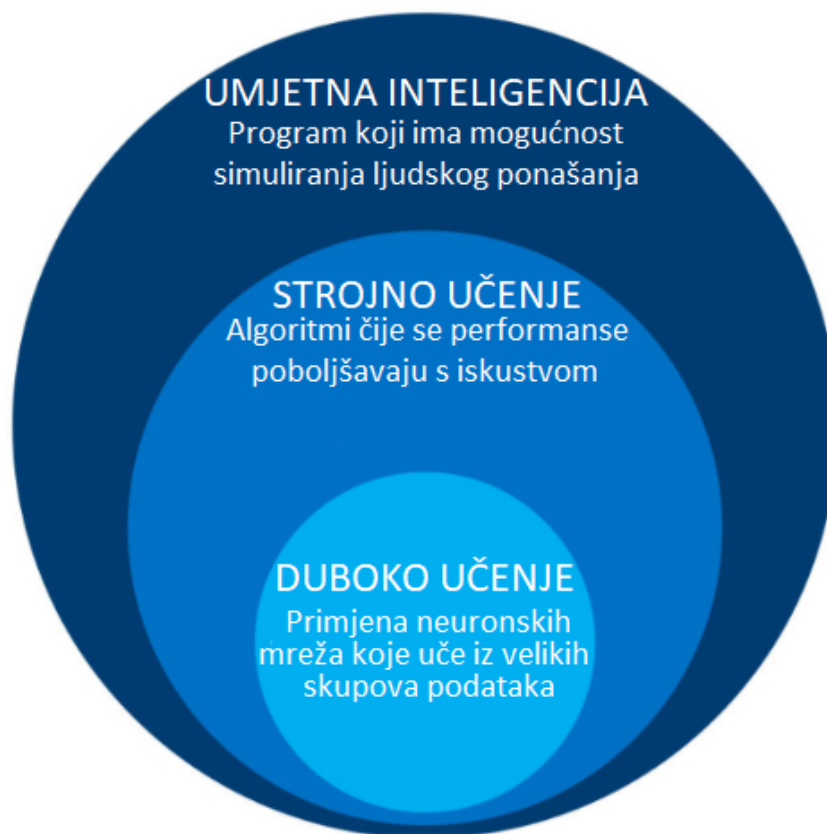 UMJETNA INTELIGENCIJA
Program koji ima mogućnost
simuliranja ljudskog ponašanja
STROJNO UČENJE
Algoritmi čije se performanse
poboljšavaju s iskustvom
DUBOKO UČENJE
Primjena neuronskih
mreža koje uče iz velikih
skupova podataka